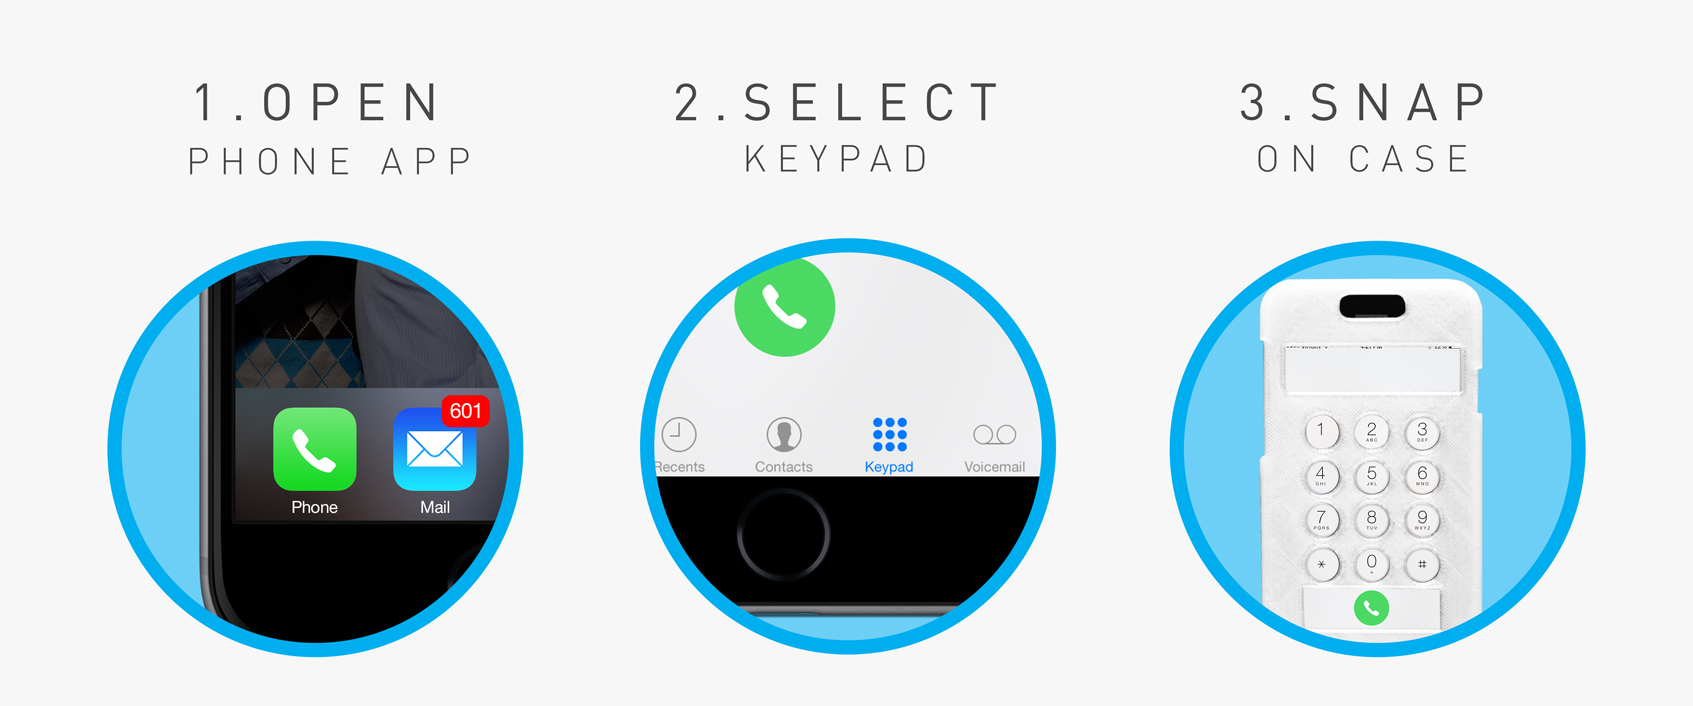 1.OPEN
PHONE APP
2.SELECT
KEYPAD
3.SNAP
ON CASE
601
Phone
Mail
Recents
Contacts
Keypad
Voicemail
1
2
ABC
3
DEF
4
GHI
5
JKL
6
MNO
7
PQRS
8
TUV
9
WXYZ
*
0
+
#